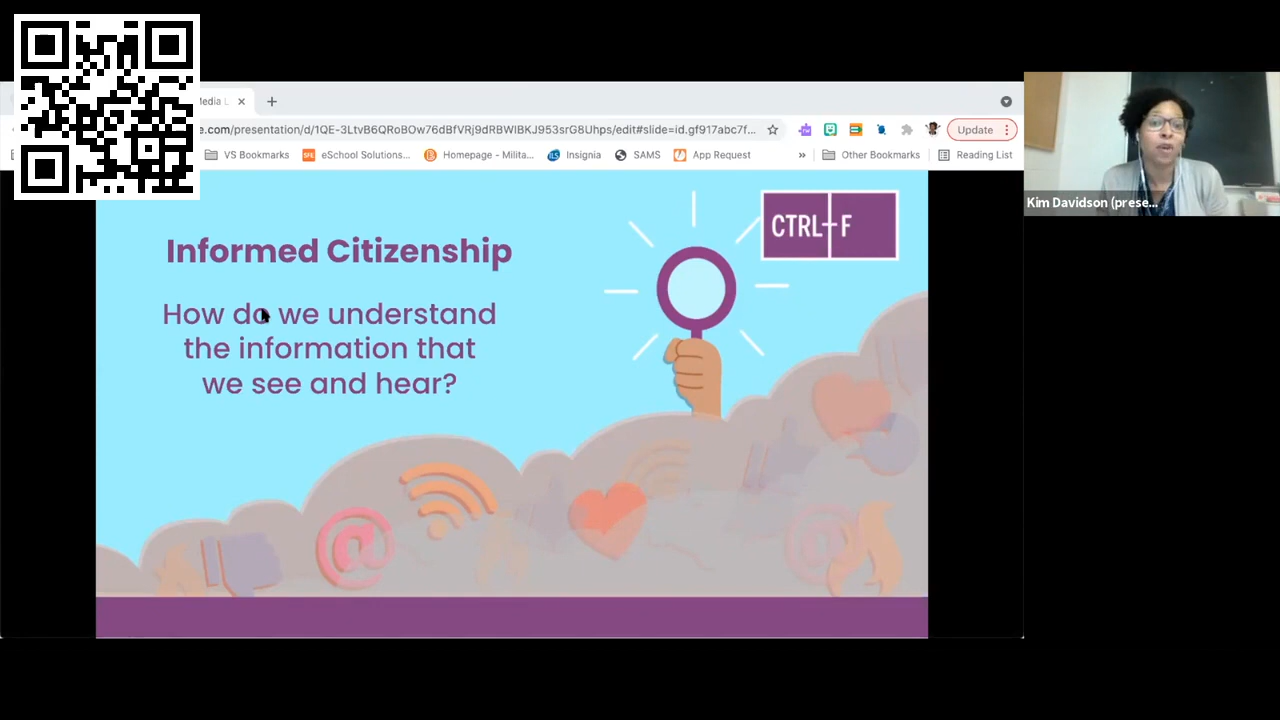 Media L
e.com/presentation/d/1QE-3LtvB6QRoBOw76dBfVRj9dRBWIBKJ953srG8Uhps/edit#slide=id.gf917abc7f...
Update
VS Bookmarks
eSchool Solutions...
Homepage - Milita...
Insignia
SAMS
App Request
»
Other Bookmarks
Reading List
Kim Davidson (prese...
CTRL+F
Informed Citizenship
How do we understand
the information that
we see and hear?